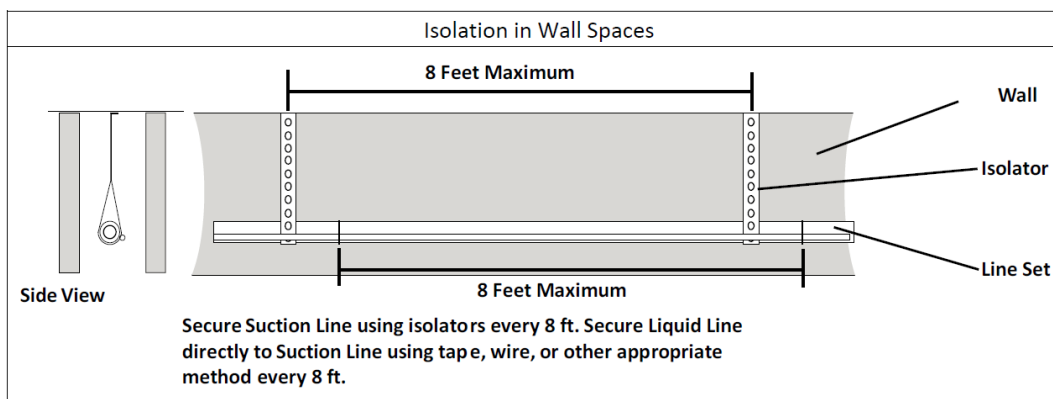 Isolation in Wall Spaces
8 Feet Maximum
Wall
Isolator
Line Set
8 Feet Maximum
Side View
Secure Suction Line using isolators every 8 ft. Secure Liquid Line
directly to Suction Line using tape, wire, or other appropriate
method every 8 ft.